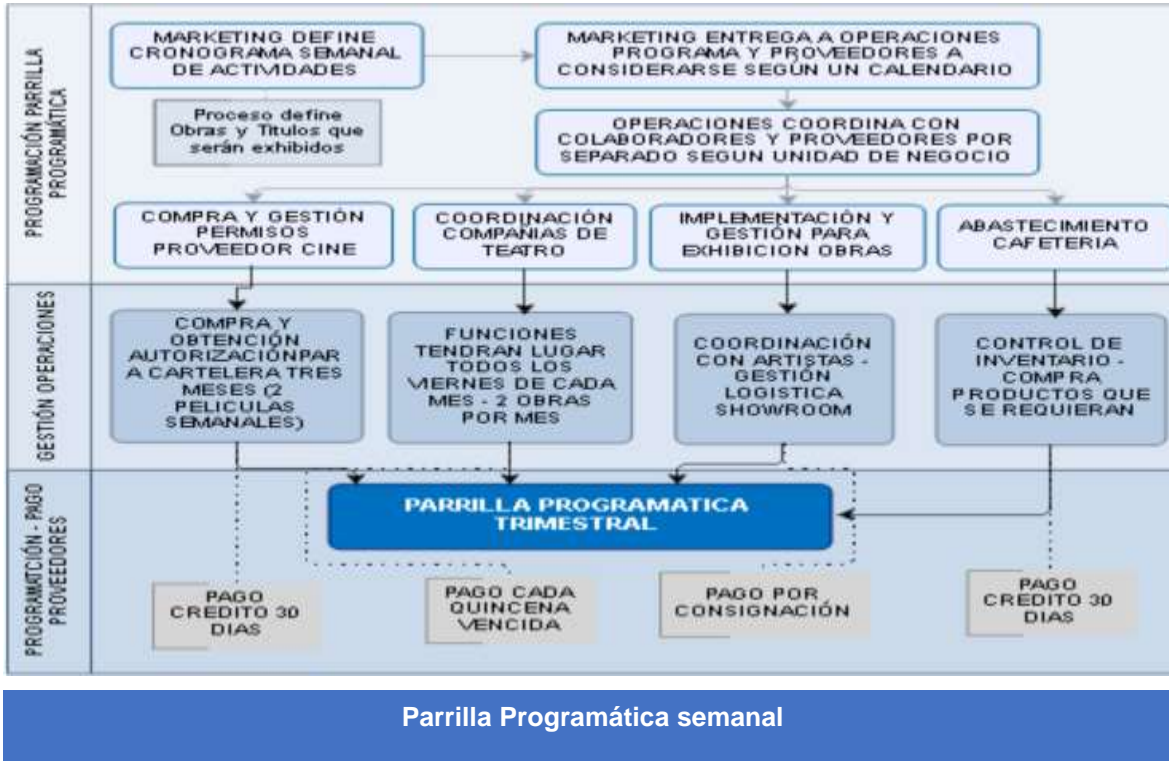 PROGRAMACIÓN PARRILLA
PROGRAMÁTICA
MARKETING DEFINE
CRONOGRAMA SEMANAL
DE ACTIVIDADES
MARKETING ENTREGA A OPERACIONES
PROGRAMA Y PROVEEDORES A
CONSIDERARSE SEGÚN UN CALENDARIO
Proceso define
Obras y Titulos que
serán exhibidos
OPERACIONES COORDINA CON
COLABORADORES Y PROVEEDORES POR
SEPARADO SEGUN UNIDAD DE NEGOCIO
COMPRA Y GESTIÓN
PERMISOS
PROVEEDOR CINE
COORDINACIÓN
COMPAÑIAS DE
TEATRO
IMPLEMENTACIÓN Y
GESTIÓN PARA
EXHIBICION OBRAS
ABASTECIMIENTO
CAFETERIA
GESTIÓN OPERACIONES
COMPRA Y
OBTENCIÓN
AUTORIZACIÓNPAR
A CARTELERA TRES
MESES (2
PELICULAS
SEMANALES)
FUNCIONES
TENDRAN LUGAR
TODOS LOS
VIERNES DE CADA
MES - 2 OBRAS
POR MES
COORDINACIÓN
CON ARTISTAS -
GESTIÓN
LOGISTICA
SHOWROOM
CONTROL DE
INVENTARIO -
COMPRA
PRODUCTOS QUE
SE REQUIERAN
PROGRAMATCIÓN - PAGO
PROVEEDORES
PARRILLA PROGRAMATICA
TRIMESTRAL
PAGO
CREDITO 30
DIAS
PAGO CADA
QUINCENA
VENCIDA
PAGO POR
CONSIGNACIÓN
PAGO
CREDITO 30
DIAS
Parrilla Programática semanal